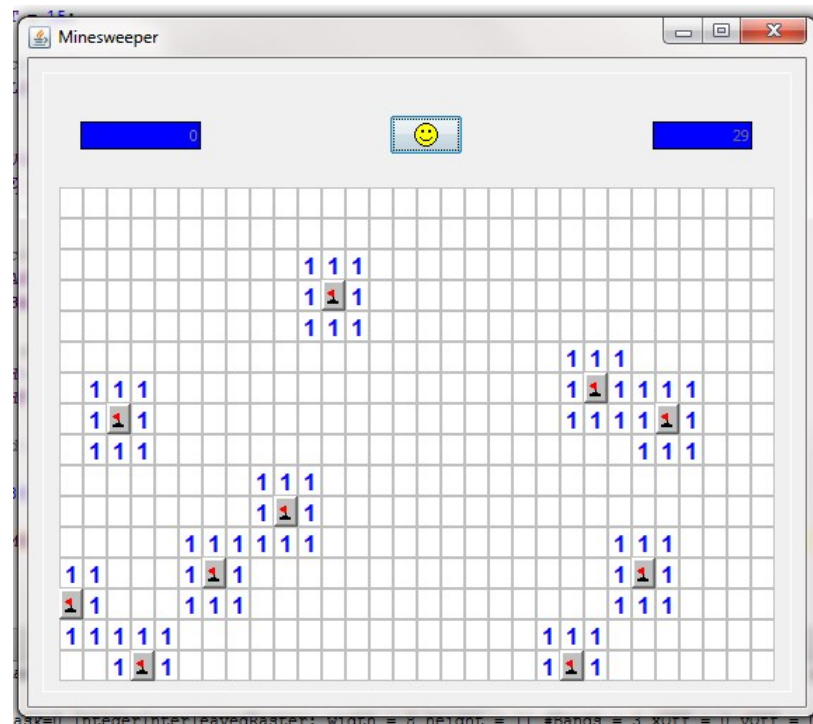 = 15;
Minesweeper
0 29
1 1 1
1 1
1 1 1
1 1 1
1 1 1 1 1 1 1 1
1 1 1 1 1 1 1
1 1 1 1 1 1
1 1 1
1 1
1 1 1 1 1 1 1 1 1
1 1 1 1 1 1
1 1 1 1 1 1 1
1 1 1 1 1 1 1 1
1 1 1 1
IntegerInterleavedRaster: width = 8 height = 11 #Bands = 3 xOff = 0 yOff =